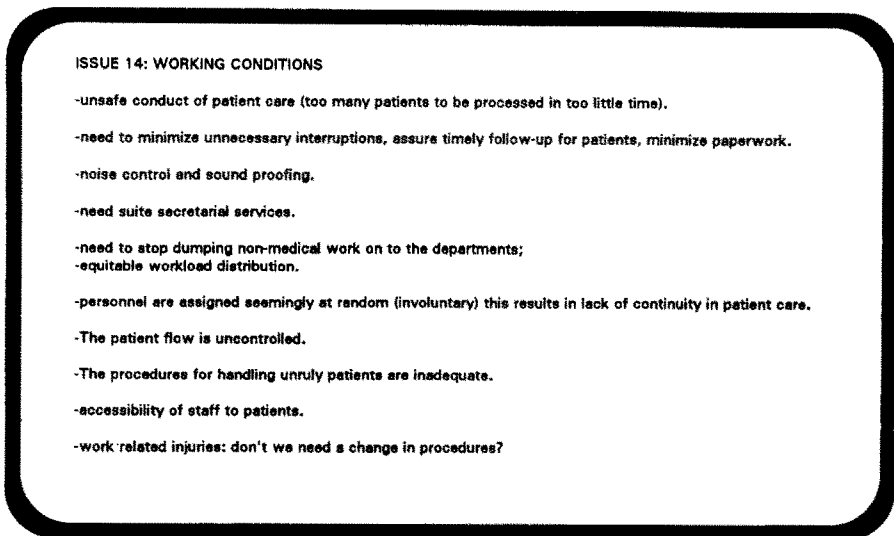 ISSUE 14: WORKING CONDITIONS
-unsafe conduct of patient care (too many patients to be processed in too little time).
-need to minimize unnecessary interruptions, assure timely follow-up for patients, minimize paperwork.
-noise control and sound proofing.
-need suite secretarial services.
-need to stop dumping non-medical work on to the departments;
-equitable workload distribution.
-personnel are assigned seemingly at random (involuntary) this results in lack of continuity in patient care.
-The patient flow is uncontrolled.
-The procedures for handling unruly patients are inadequate.
-accessibility of staff to patients.
-work related injuries: don't we need a change in procedures?